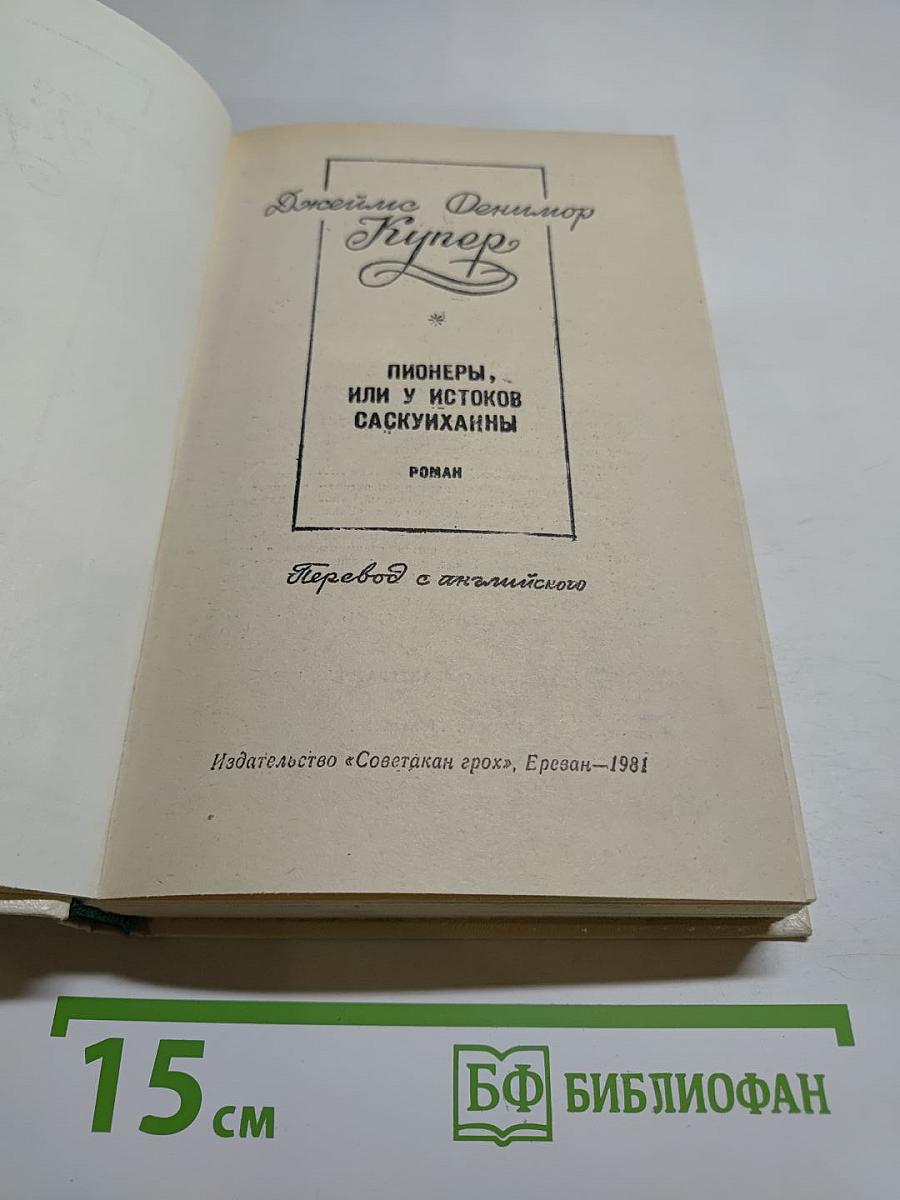 Джеймс Фенимор
Купер
*
ПИОНЕРЫ,
ИЛИ У ИСТОКОВ
САСКУИХАННЫ
РОМАН
Перевод с английского
Издательство «Советакан грох», Ереван—1981
15 см
БФ БИБЛИОФАН